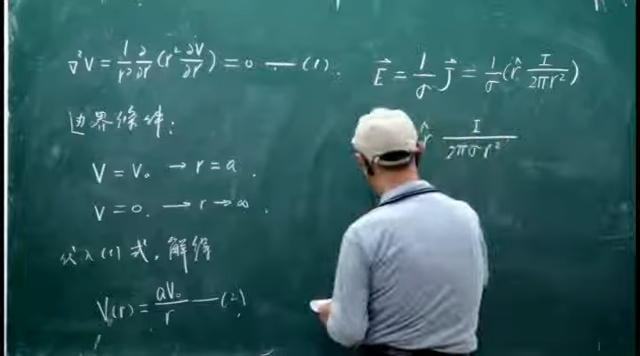 ∇²V = 1/r² ∂/∂r (r² ∂V/∂r) = 0 —— (1).
边界条件:
V = V₀ → r = a.
V = 0. → r → ∞.
代入(1)式,解得
V(r) = aV₀/r —— (2)
E⃗ = 1/σ J⃗ = 1/σ (r̂ I/2πr²)
r̂ I/2πσr²